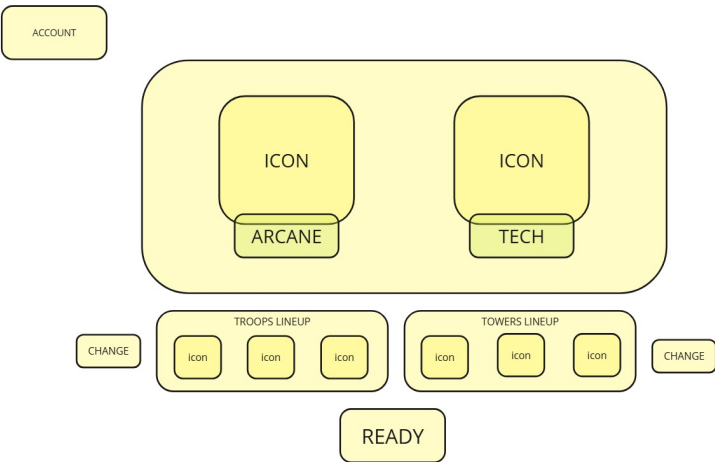 ACCOUNT
ICON
ICON
ARCANE
TECH
TROOPS LINEUP
TOWERS LINEUP
CHANGE
icon
icon
icon
icon
icon
icon
CHANGE
READY